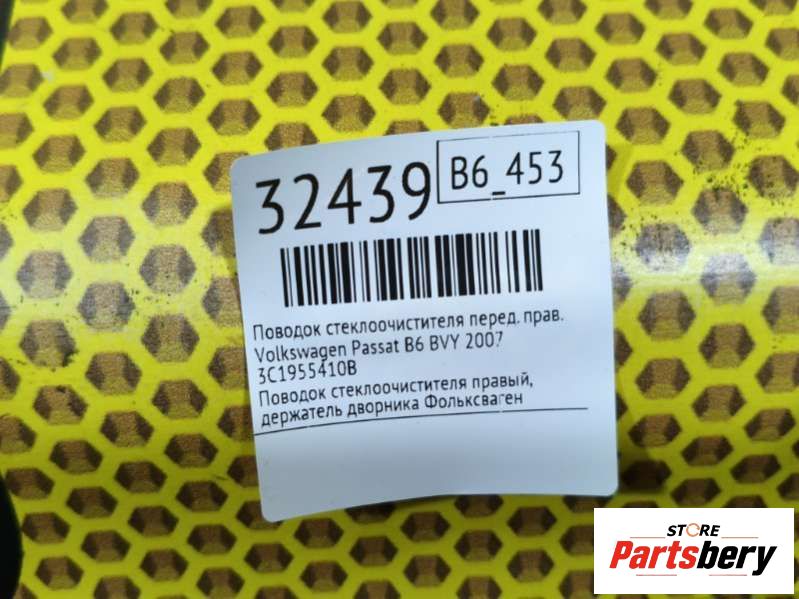 32439
B6_453
Поводок стеклоочистителя перед. прав.
Volkswagen Passat B6 BVY 2007
3C1955410B
Поводок стеклоочистителя правый,
держатель дворника Фольксваген
STORE
Partsbery